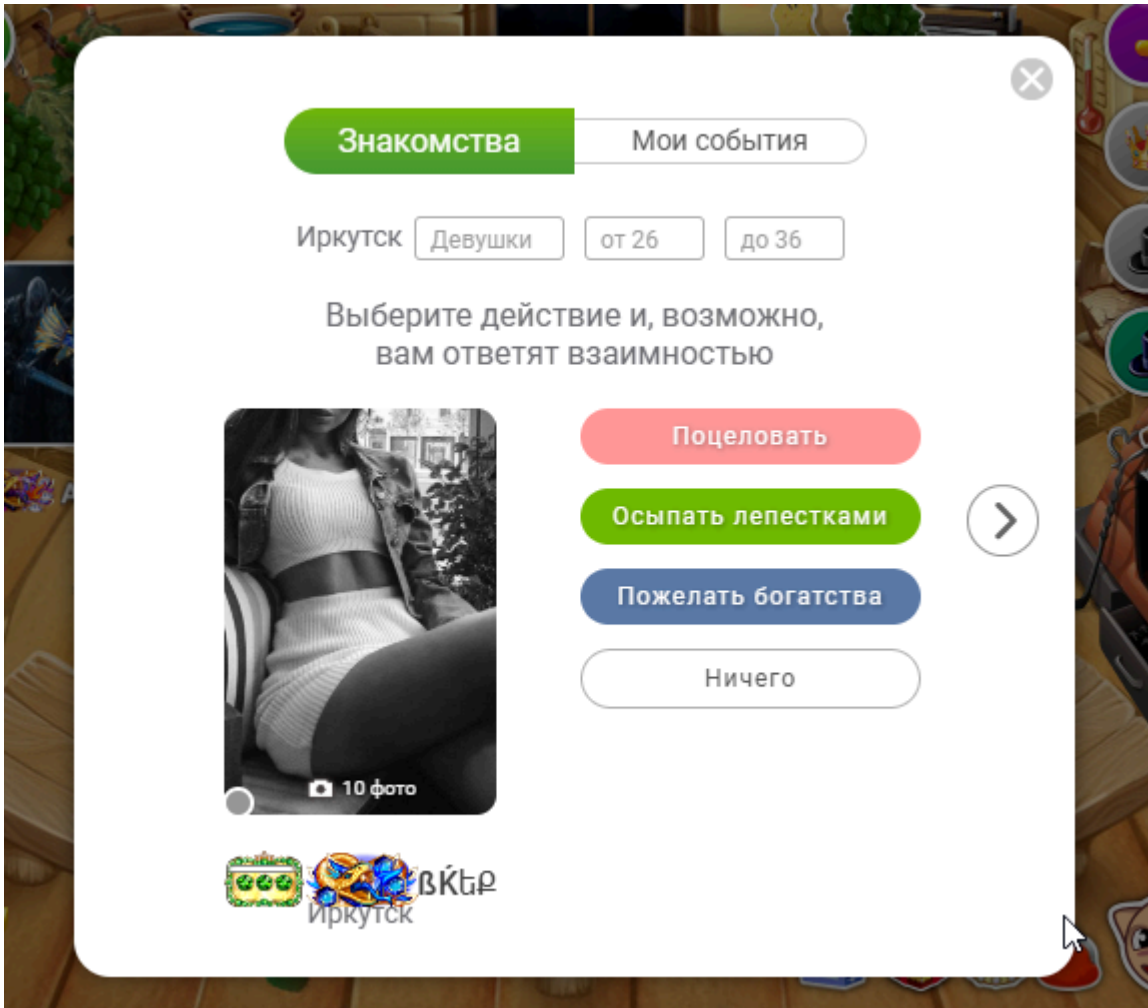 Знакомства Мои события
Иркутск Девушки от 26 до 36
Выберите действие и, возможно,
вам ответят взаимностью
Поцеловать
Осыпать лепестками
Пожелать богатства
Ничего
10 фото
ßЌեՔ
Иркутск